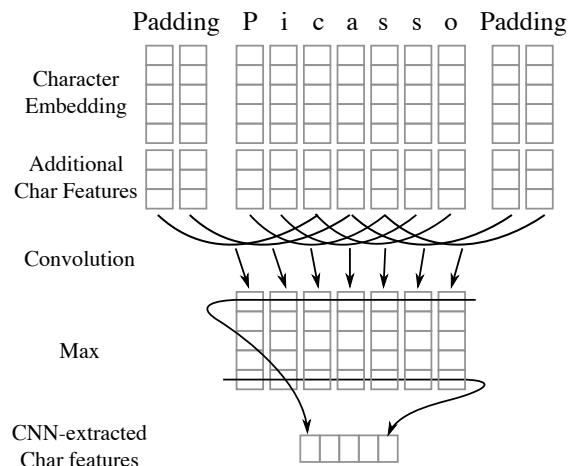 Padding P i c a s s o Padding
Character
Embedding
Additional
Char Features
Convolution
Max
CNN-extracted
Char features